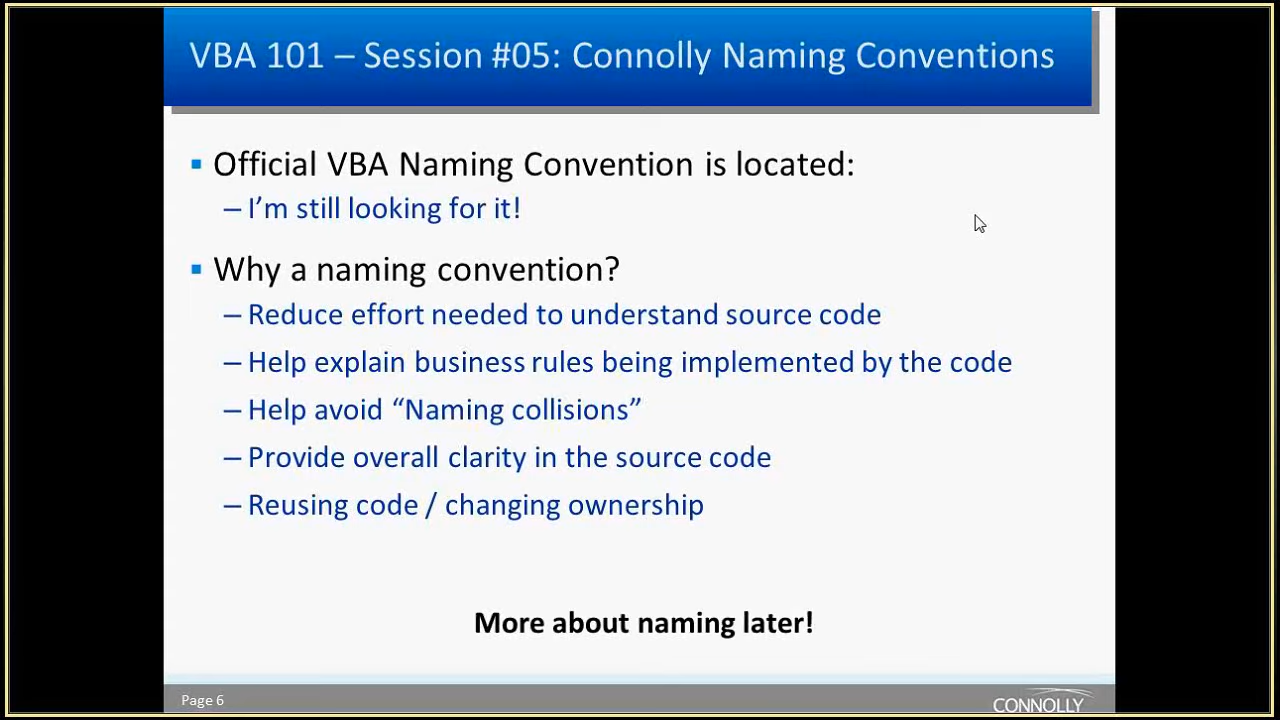 VBA 101 – Session #05: Connolly Naming Conventions
▪ Official VBA Naming Convention is located:
– I’m still looking for it!
▪ Why a naming convention?
– Reduce effort needed to understand source code
– Help explain business rules being implemented by the code
– Help avoid “Naming collisions”
– Provide overall clarity in the source code
– Reusing code / changing ownership
More about naming later!
Page 6
CONNOLLY